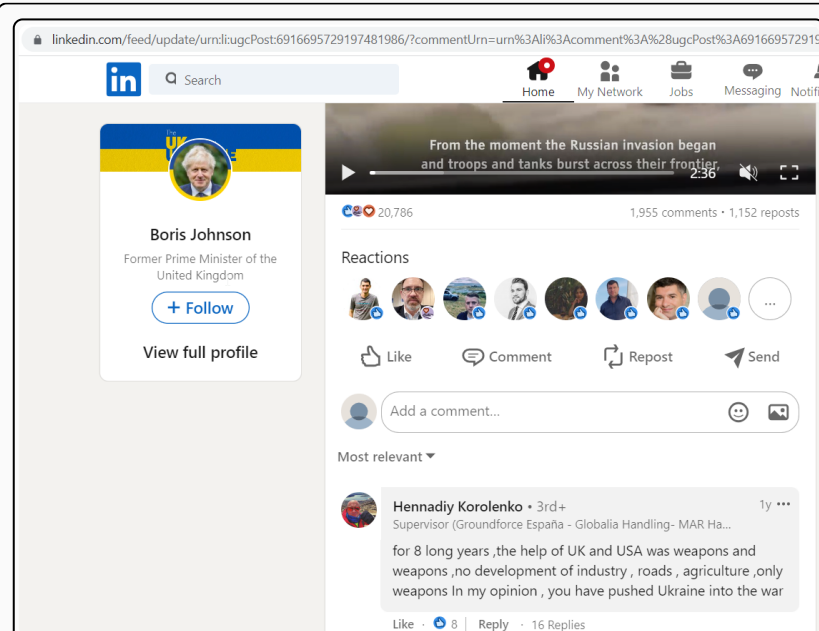 linkedin.com/feed/update/urn:li:ugcPost:6916695729197481986/?commentUrn=urn%3Ali%3Acomment%3A%28ugcPost%3A691669572919
in
Search
Home
My Network
Jobs
Messaging
Notifi
The
UK
Boris Johnson
Former Prime Minister of the
United Kingdom
+ Follow
View full profile
From the moment the Russian invasion began
and troops and tanks burst across their frontier,
2:36
20,786
1,955 comments • 1,152 reposts
Reactions
...
Like
Comment
Repost
Send
Add a comment...
Most relevant
Hennadiy Korolenko • 3rd+
1y •••
Supervisor (Groundforce España - Globalia Handling- MAR Ha...
for 8 long years ,the help of UK and USA was weapons and
weapons ,no development of industry , roads , agriculture ,only
weapons In my opinion , you have pushed Ukraine into the war
Like · 8 | Reply · 16 Replies